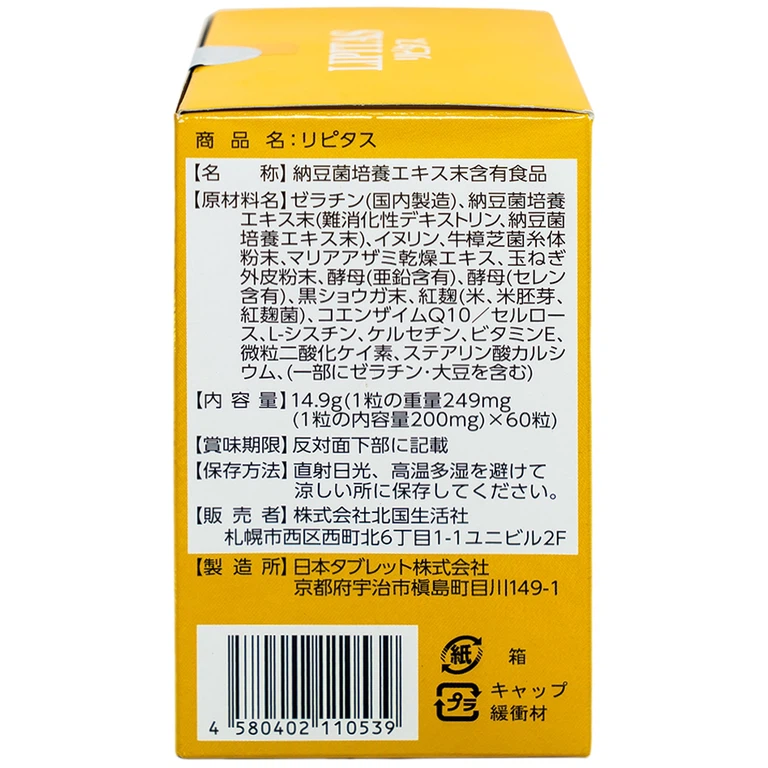 LIPITAS
リピタス
商品名:リピタス
【名称】納豆菌培養エキス末含有食品
【原材料名】ゼラチン(国内製造)、納豆菌培養
エキス末(難消化性デキストリン、納豆菌
培養エキス末)、イヌリン、牛樟芝菌糸体
粉末、マリアアザミ乾燥エキス、玉ねぎ
外皮粉末、酵母(亜鉛含有)、酵母(セレン
含有)、黒ショウガ末、紅麹(米、米胚芽、
紅麹菌)、コエンザイムQ10／セルロー
ス、L-シスチン、ケルセチン、ビタミンE、
微粒二酸化ケイ素、ステアリン酸カルシ
ウム、(一部にゼラチン・大豆を含む)
【内容量】14.9g(1粒の重量249mg
(1粒の内容量200mg)×60粒)
【賞味期限】反対面下部に記載
【保存方法】直射日光、高温多湿を避けて
涼しい所に保存してください。
【販売者】株式会社北国生活社
札幌市西区西町北6丁目1-1ユニビル2F
【製造所】日本タブレット株式会社
京都府宇治市槇島町目川149-1
紙 箱
プラ キャップ
緩衝材
4 580402 110539